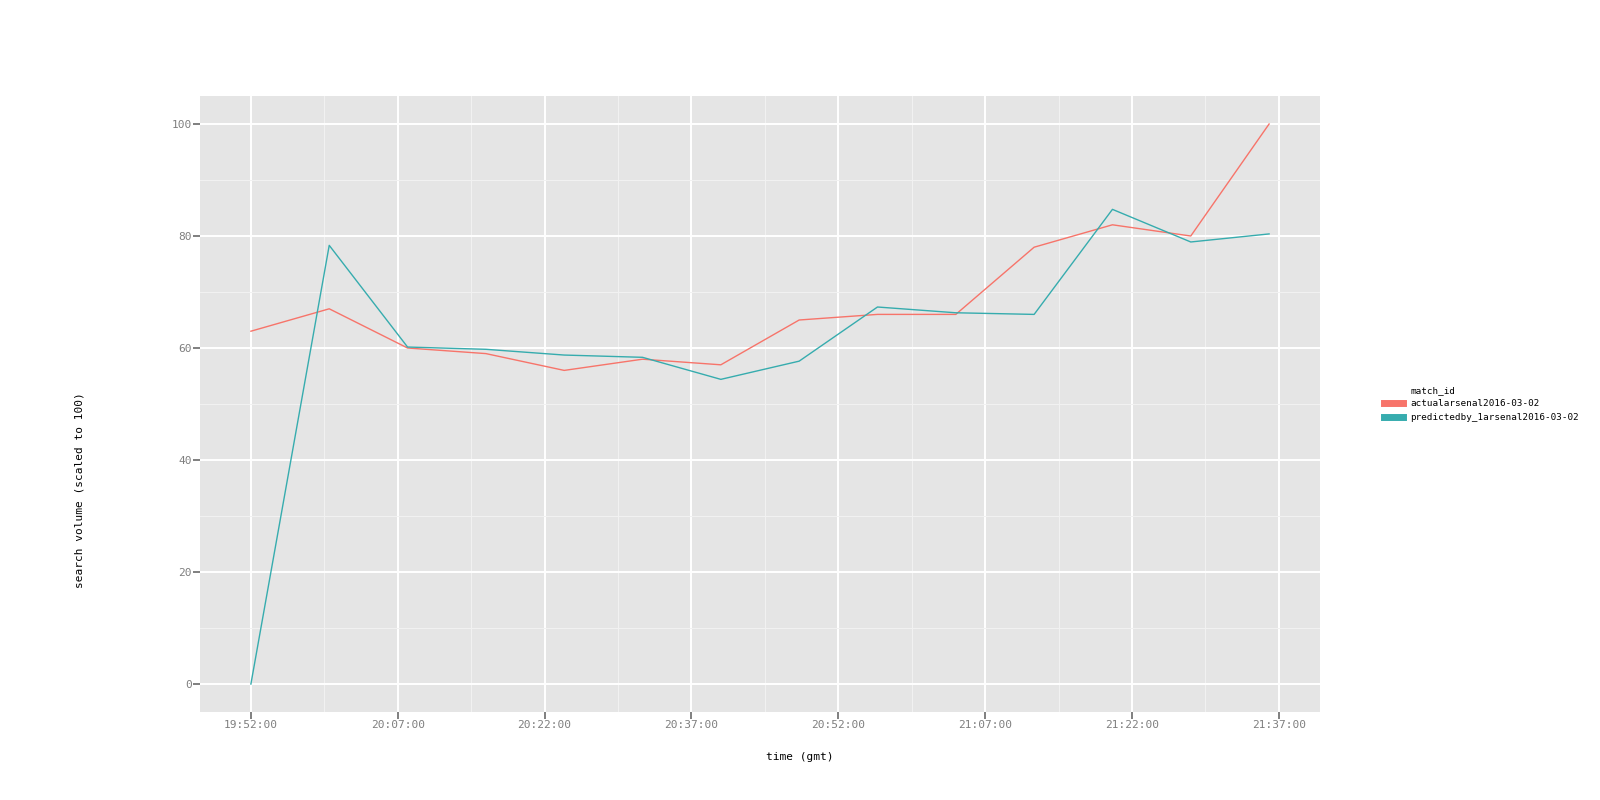 100
80
60
40
20
0
search volume (scaled to 100)
19:52:00 20:07:00 20:22:00 20:37:00 20:52:00 21:07:00 21:22:00 21:37:00
time (gmt)
match_id
actualarsenal2016-03-02
predictedby_1arsenal2016-03-02